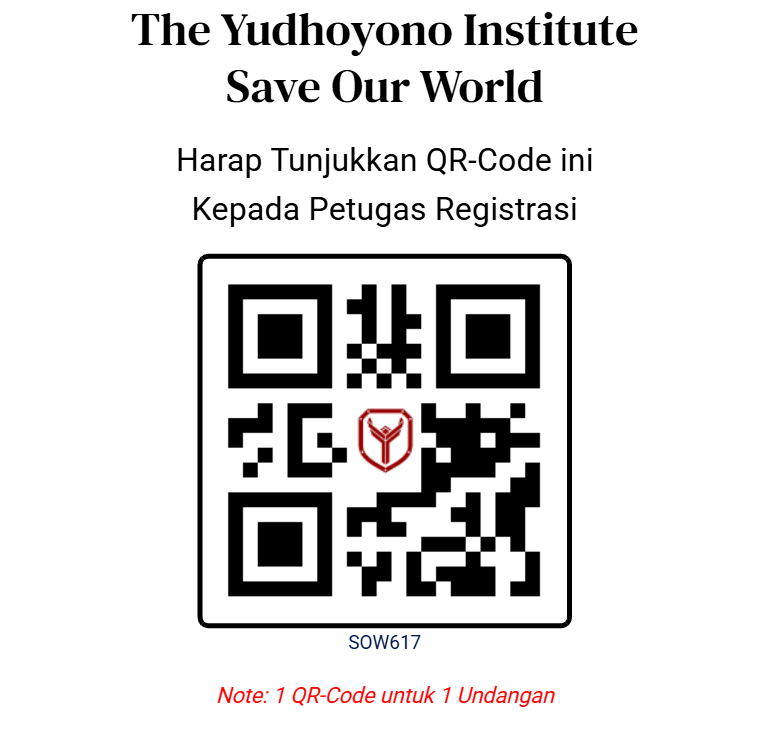 The Yudhoyono Institute
Save Our World
Harap Tunjukkan QR-Code ini
Kepada Petugas Registrasi
SOW617
Note: 1 QR-Code untuk 1 Undangan